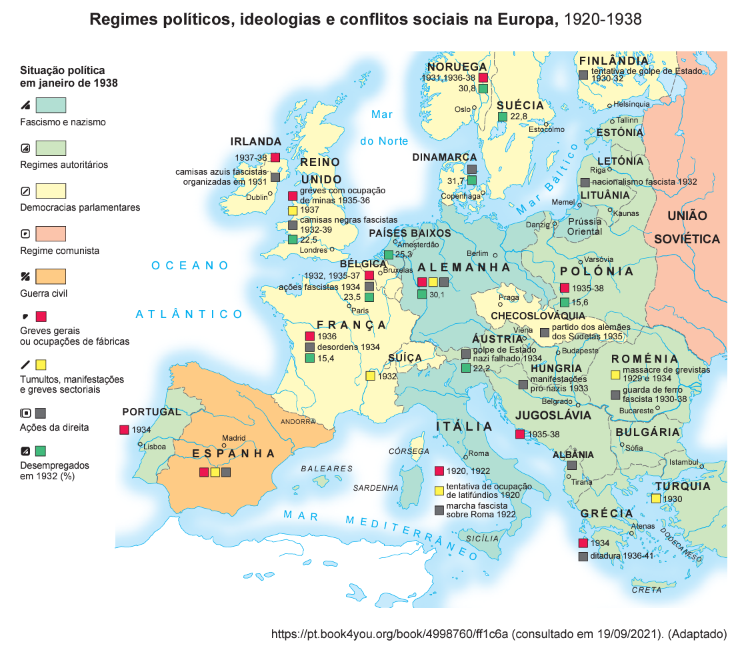 Regimes políticos, ideologias e conflitos sociais na Europa, 1920-1938
Situação política
em janeiro de 1938
Fascismo e nazismo
Regimes autoritários
Democracias parlamentares
Regime comunista
Guerra civil
Greves gerais
ou ocupações de fábricas
Tumultos, manifestações
e greves sectoriais
Ações da direita
Desempregados
em 1932 (%)
NORUEGA
1931,1936-38
30,8
Oslo
SUÉCIA
22,8
Estocolmo
FINLÂNDIA
tentativa de golpe de Estado
1930-32
Helsínquia
Tallinn
ESTÓNIA
LETÓNIA
Riga
nacionalismo fascista 1932
LITUÂNIA
Memel
Kaunas
Danzig
Prússia
Oriental
UNIÃO
SOVIÉTICA
Mar
do Norte
Mar Báltico
IRLANDA
1937-38
camisas azuis fascistas
organizadas em 1931
Dublin
REINO
UNIDO
greves com ocupação
de minas 1935-36
1937
camisas negras fascistas
1932-39
22,5
Londres
DINAMARCA
31,7
Copenhaga
PAÍSES BAIXOS
Amesterdão
25,3
BÉLGICA
Bruxelas
1932, 1935-37
ações fascistas 1934
23,5
Paris
ALEMANHA
Berlim
30,1
POLÓNIA
Varsóvia
1935-38
15,6
OCEANO
ATLÂNTICO
FRANÇA
1936
desordens 1934
15,4
SUÍÇA
1932
Praga
CHECOSLOVÁQUIA
partido dos alemães
dos Sudetas 1935
Viena
ÁUSTRIA
golpe de Estado
nazi falhado 1934
22,2
Budapeste
HUNGRIA
manifestações
pró-nazis 1933
ROMÉNIA
massacre de grevistas
1929 e 1934
guarda de ferro
fascista 1930-38
Bucareste
Belgrado
JUGOSLÁVIA
1935-38
BULGÁRIA
Sófia
ALBÂNIA
Tirana
Istambul
TURQUIA
1930
GRÉCIA
Atenas
1934
ditadura 1936-41
DODECANESO
CRETA
PORTUGAL
1934
Lisboa
Madrid
ESPANHA
ANDORRA
BALEARES
CÓRSEGA
SARDENHA
ITÁLIA
Roma
1920, 1922
tentativa de ocupação
de latifúndios 1920
marcha fascista
sobre Roma 1922
SICÍLIA
MAR MEDITERRÂNEO
https://pt.book4you.org/book/4998760/ff1c6a (consultado em 19/09/2021). (Adaptado)